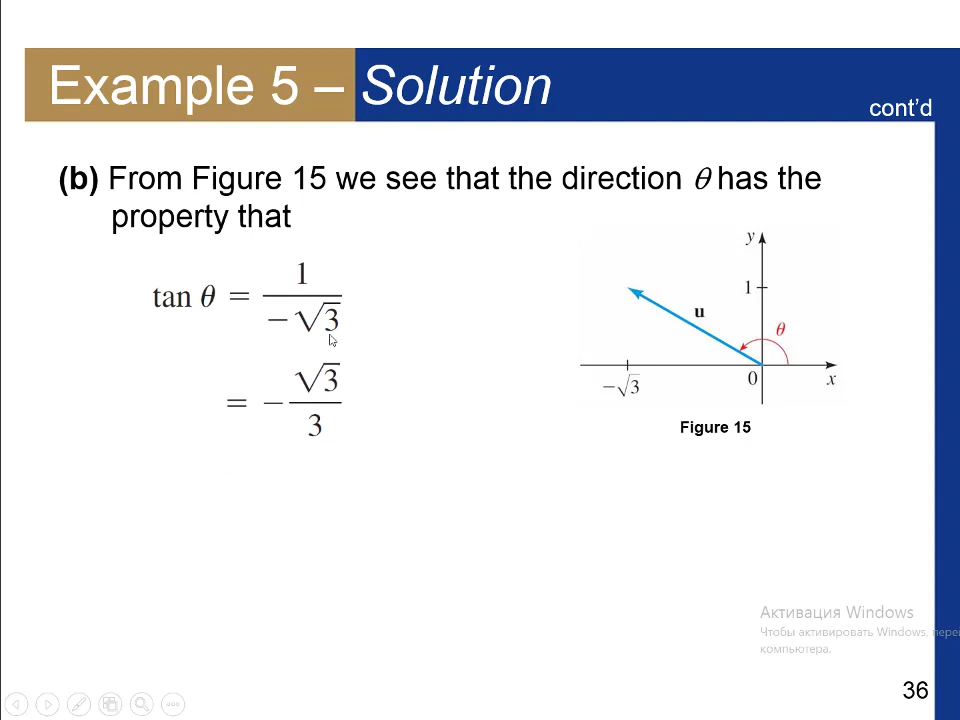 Example 5 – Solution
cont'd
(b) From Figure 15 we see that the direction θ has the
property that
tan θ = 1 / −√3
= − √3 / 3
y
1
u
θ
−√3
0
x
Figure 15
Активация Windows
Чтобы активировать Windows, пере
компьютера.
36